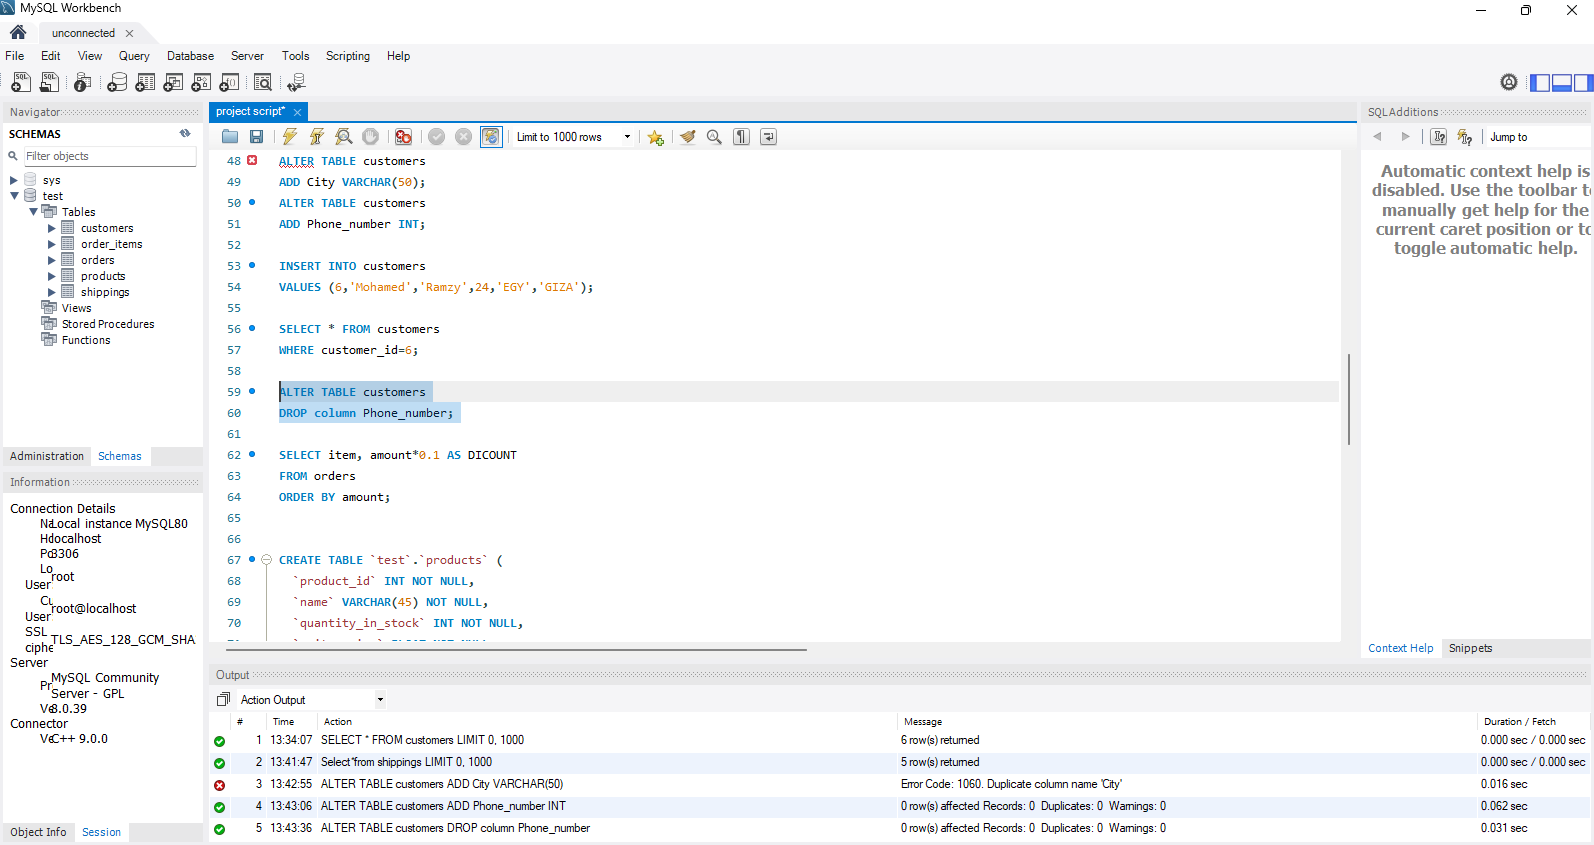 MySQL Workbench
unconnected
File Edit View Query Database Server Tools Scripting Help
Navigator
SCHEMAS
Filter objects
sys
test
Tables
customers
order_items
orders
products
shippings
Views
Stored Procedures
Functions
Administration Schemas
Information
Connection Details
Local instance MySQL80
localhost
3306
root
User
root@localhost
User
SSL
TLS_AES_128_GCM_SHA
Server
MySQL Community
Server - GPL
8.0.39
Connector
C++ 9.0.0
Object Info Session
project script*
Limit to 1000 rows
48 ALTER TABLE customers
49 ADD City VARCHAR(50);
50 ALTER TABLE customers
51 ADD Phone_number INT;
52
53 INSERT INTO customers
54 VALUES (6,'Mohamed','Ramzy',24,'EGY','GIZA');
55
56 SELECT * FROM customers
57 WHERE customer_id=6;
58
59 ALTER TABLE customers
60 DROP column Phone_number;
61
62 SELECT item, amount*0.1 AS DICOUNT
63 FROM orders
64 ORDER BY amount;
65
66
67 CREATE TABLE `test`.`products` (
68 `product_id` INT NOT NULL,
69 `name` VARCHAR(45) NOT NULL,
70 `quantity_in_stock` INT NOT NULL,
SQLAdditions
Jump to
Automatic context help is
disabled. Use the toolbar
manually get help for the
current caret position or
toggle automatic help.
Context Help Snippets
Output
Action Output
# Time Action Message Duration / Fetch
1 13:34:07 SELECT * FROM customers LIMIT 0, 1000 6 row(s) returned 0.000 sec / 0.000 sec
2 13:41:47 Select*from shippings LIMIT 0, 1000 5 row(s) returned 0.000 sec / 0.000 sec
3 13:42:55 ALTER TABLE customers ADD City VARCHAR(50) Error Code: 1060. Duplicate column name 'City' 0.016 sec
4 13:43:06 ALTER TABLE customers ADD Phone_number INT 0 row(s) affected Records: 0 Duplicates: 0 Warnings: 0 0.062 sec
5 13:43:36 ALTER TABLE customers DROP column Phone_number 0 row(s) affected Records: 0 Duplicates: 0 Warnings: 0 0.031 sec